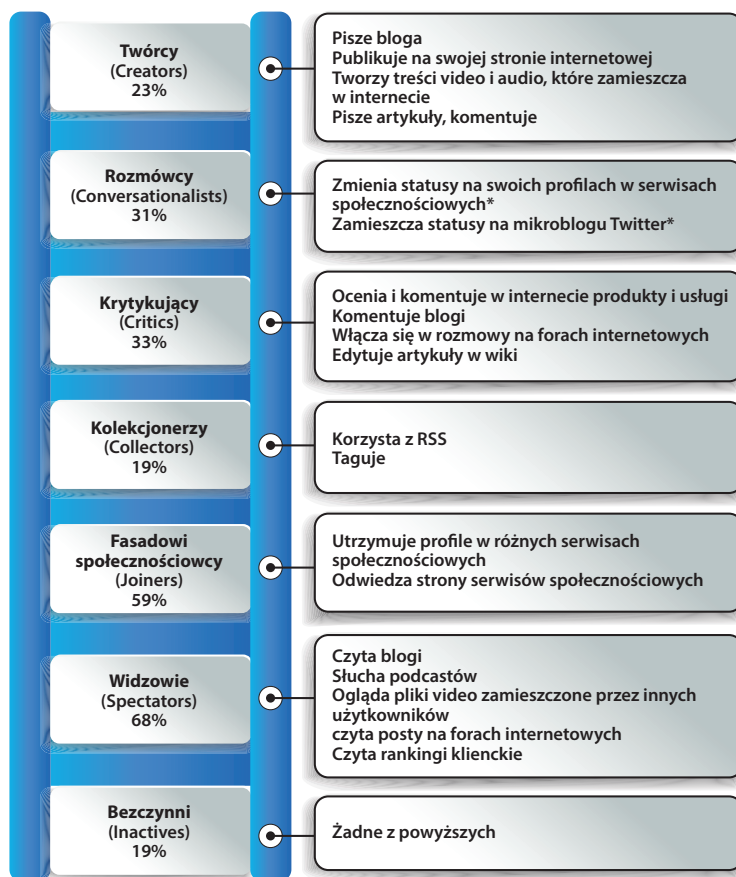 Twórcy
(Creators)
23%
Pisze bloga
Publikuje na swojej stronie internetowej
Tworzy treści video i audio, które zamieszcza
w internecie
Pisze artykuły, komentuje
Rozmówcy
(Conversationalists)
31%
Zmienia statusy na swoich profilach w serwisach
społecznościowych*
Zamieszcza statusy na mikroblogu Twitter*
Krytykujący
(Critics)
33%
Ocenia i komentuje w internecie produkty i usługi
Komentuje blogi
Włącza się w rozmowy na forach internetowych
Edytuje artykuły w wiki
Kolekcjonerzy
(Collectors)
19%
Korzysta z RSS
Taguje
Fasadowi
społecznościowcy
(Joiners)
59%
Utrzymuje profile w różnych serwisach
społecznościowych
Odwiedza strony serwisów społecznościowych
Widzowie
(Spectators)
68%
Czyta blogi
Słucha podcastów
Ogląda pliki video zamieszczone przez innych
użytkowników
czyta posty na forach internetowych
Czyta rankingi klienckie
Bezczynni
(Inactives)
19%
Żadne z powyższych